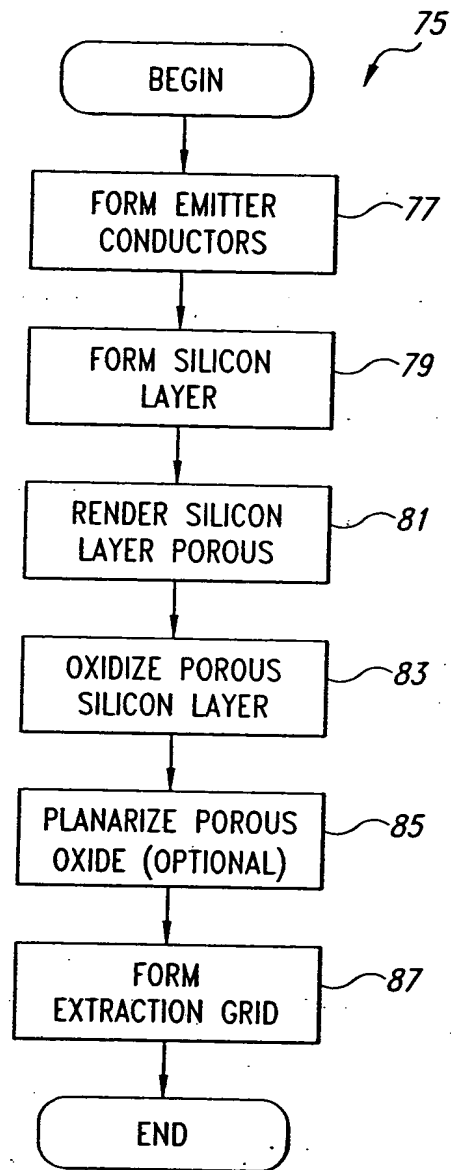 75
BEGIN
FORM EMITTER
CONDUCTORS
77
FORM SILICON
LAYER
79
RENDER SILICON
LAYER POROUS
81
OXIDIZE POROUS
SILICON LAYER
83
PLANARIZE POROUS
OXIDE (OPTIONAL)
85
FORM
EXTRACTION GRID
87
END